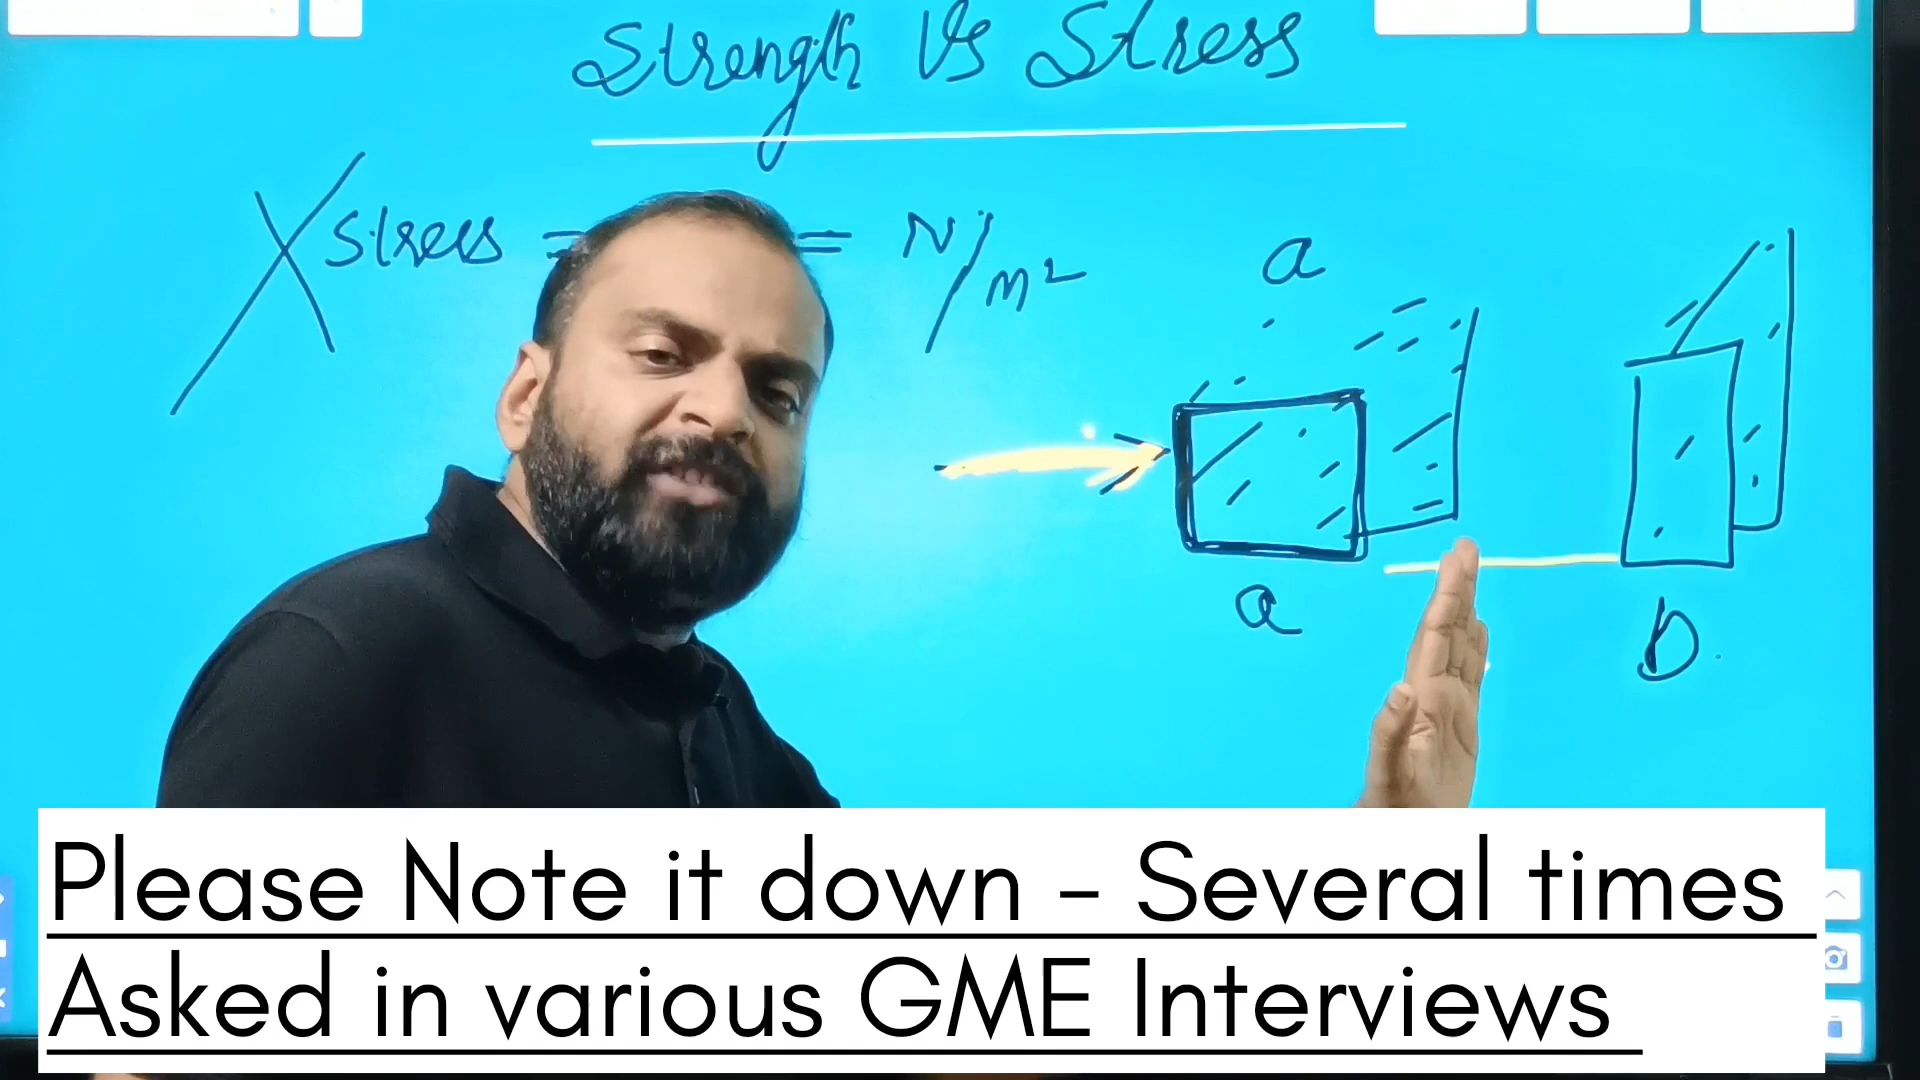 Strength Vs Stress
X Stress = = N/m²
a
a
D.
Please Note it down - Several times
Asked in various GME Interviews